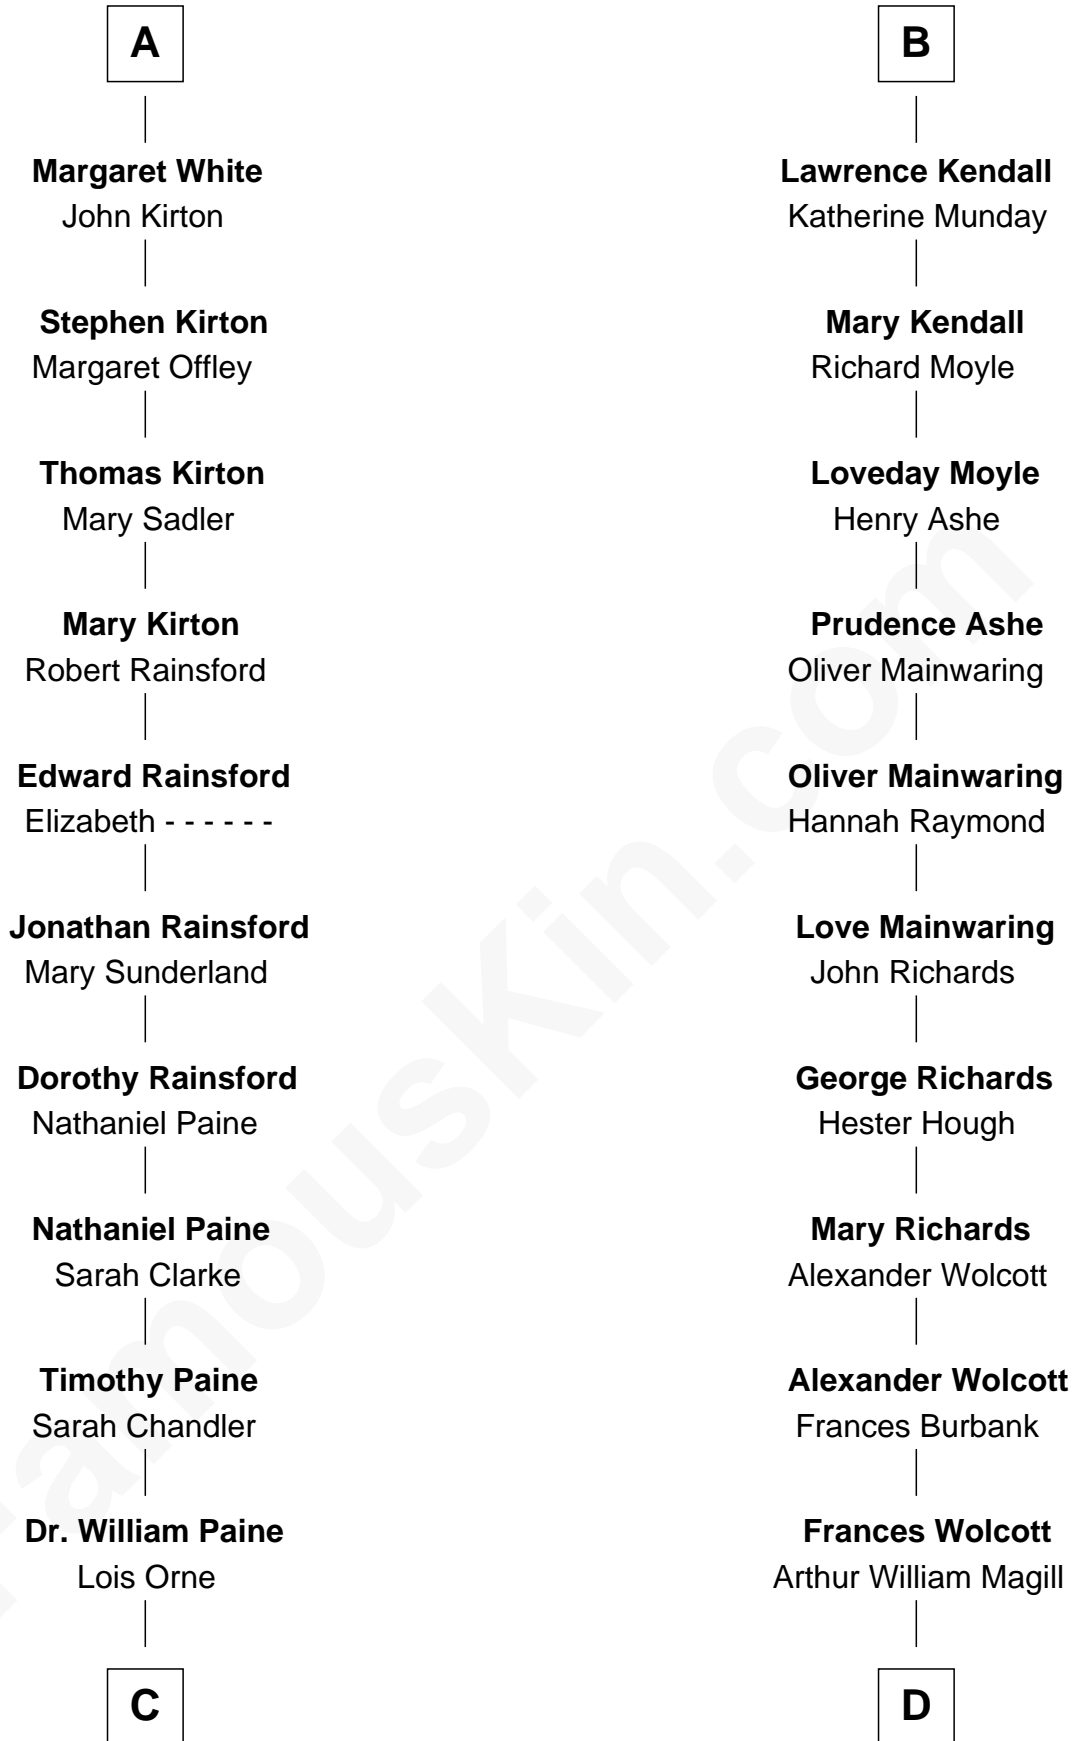 A
Margaret White
John Kirton
Stephen Kirton
Margaret Offley
Thomas Kirton
Mary Sadler
Mary Kirton
Robert Rainsford
Edward Rainsford
Elizabeth - - - - - -
Jonathan Rainsford
Mary Sunderland
Dorothy Rainsford
Nathaniel Paine
Nathaniel Paine
Sarah Clarke
Timothy Paine
Sarah Chandler
Dr. William Paine
Lois Orne
C
B
Lawrence Kendall
Katherine Munday
Mary Kendall
Richard Moyle
Loveday Moyle
Henry Ashe
Prudence Ashe
Oliver Mainwaring
Oliver Mainwaring
Hannah Raymond
Love Mainwaring
John Richards
George Richards
Hester Hough
Mary Richards
Alexander Wolcott
Alexander Wolcott
Frances Burbank
Frances Wolcott
Arthur William Magill
D
FamousKin.com